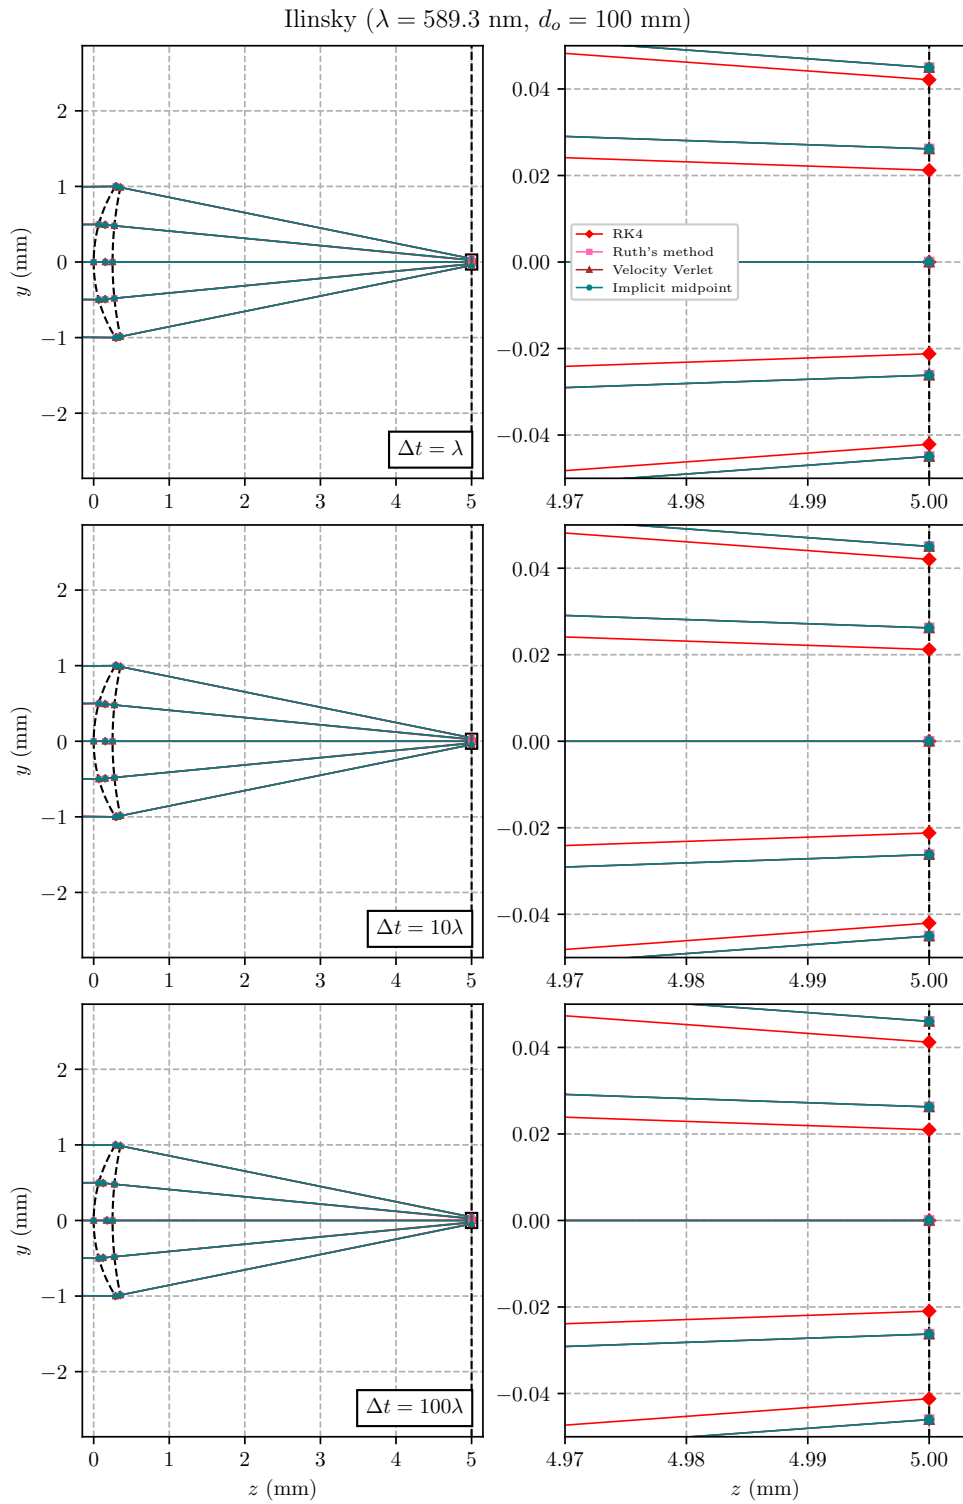 Ilinsky (λ = 589.3 nm, d_o = 100 mm)
y (mm)
2
1
0
−1
−2
Δt = λ
0 1 2 3 4 5
0.04
0.02
0.00
−0.02
−0.04
RK4
Ruth's method
Velocity Verlet
Implicit midpoint
4.97 4.98 4.99 5.00
y (mm)
2
1
0
−1
−2
Δt = 10λ
0 1 2 3 4 5
0.04
0.02
0.00
−0.02
−0.04
4.97 4.98 4.99 5.00
y (mm)
2
1
0
−1
−2
Δt = 100λ
0 1 2 3 4 5
z (mm)
0.04
0.02
0.00
−0.02
−0.04
4.97 4.98 4.99 5.00
z (mm)